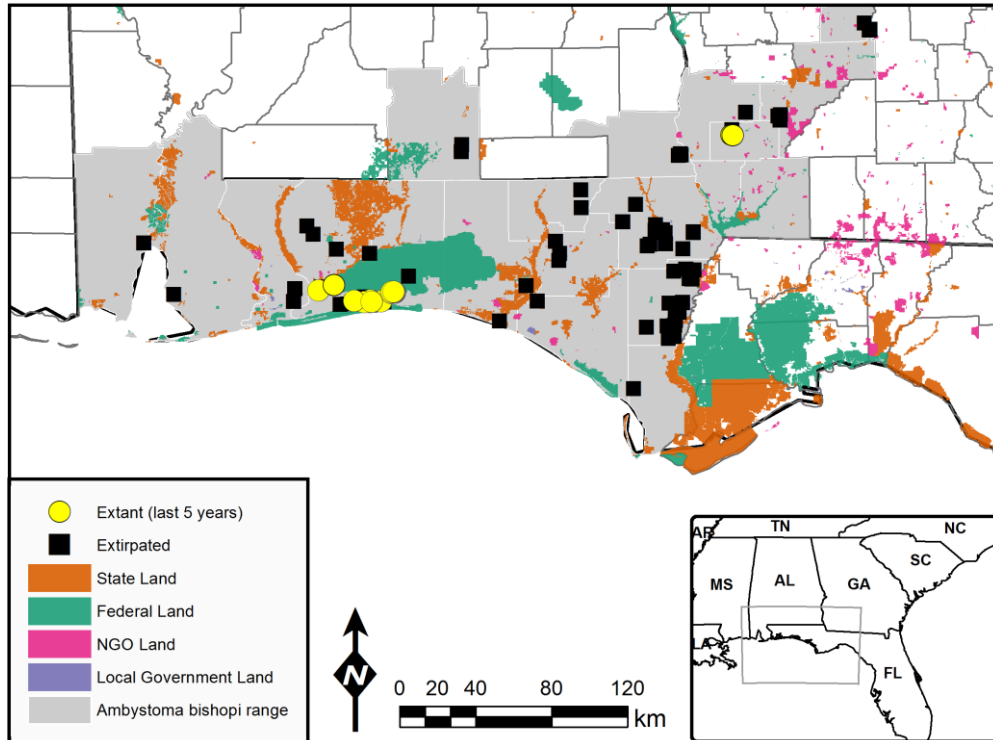 Extant (last 5 years)
Extirpated
State Land
Federal Land
NGO Land
Local Government Land
Ambystoma bishopi range
N
0 20 40 80 120
km
AR TN NC
MS AL GA SC
LA FL